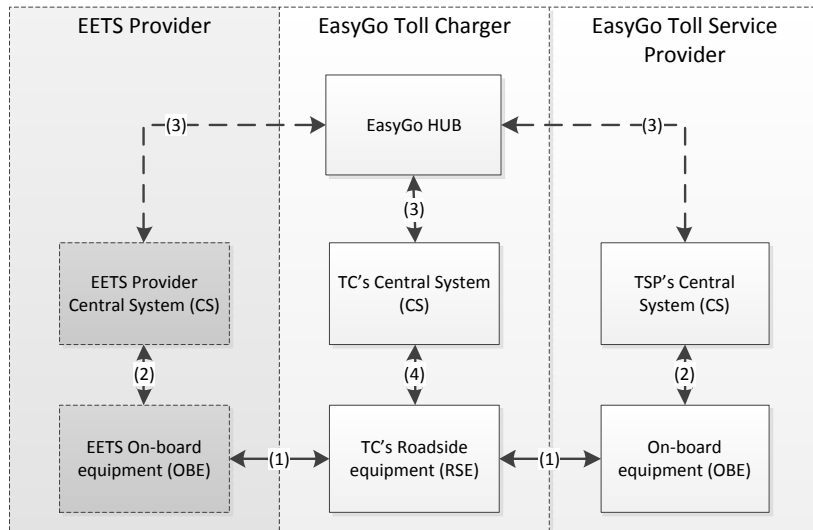 EETS Provider
EasyGo Toll Charger
EasyGo Toll Service
Provider
EasyGo HUB
(3)
(3)
(3)
EETS Provider
Central System (CS)
TC's Central System
(CS)
TSP's Central
System (CS)
(2)
(4)
(2)
EETS On-board
equipment (OBE)
(1)
TC's Roadside
equipment (RSE)
(1)
On-board
equipment (OBE)